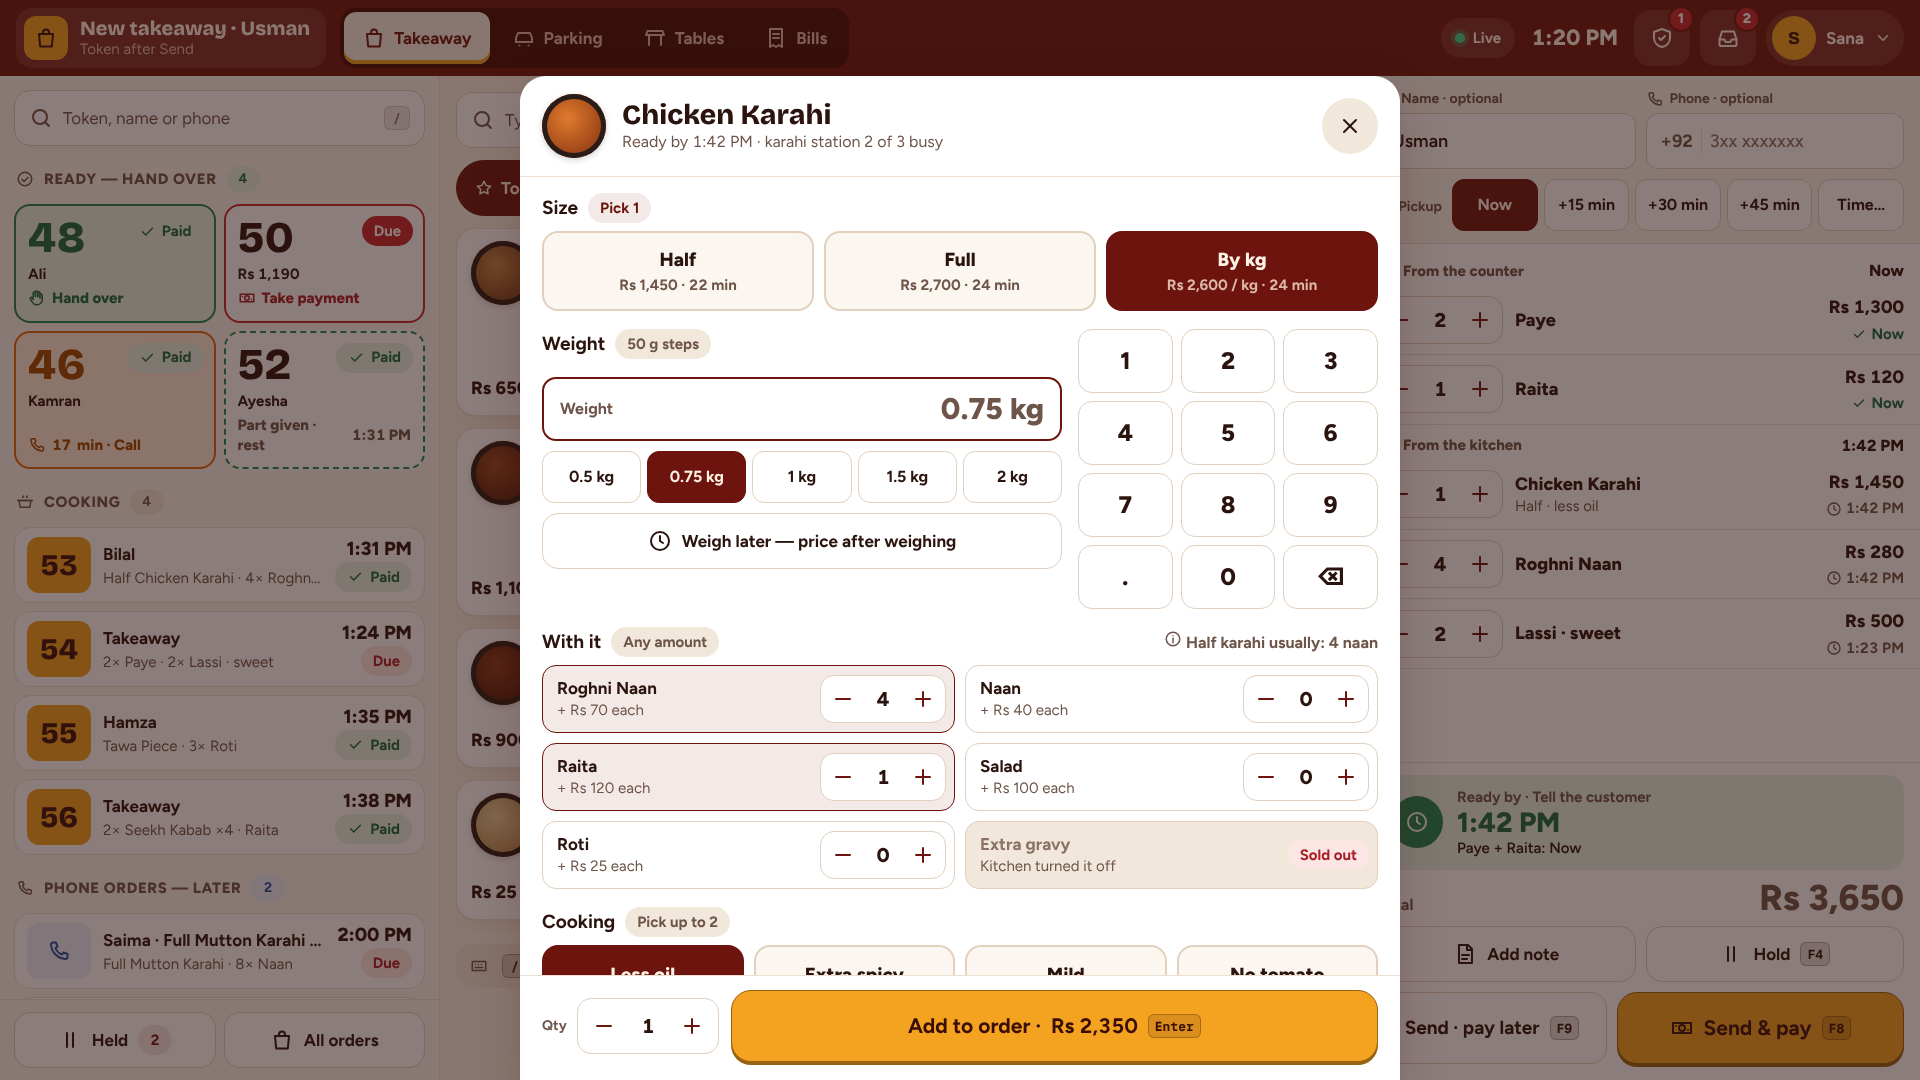 New takeaway · Usman
Token after Send
Takeaway
Parking
Tables
Bills
Live
1:20 PM
1
2
S
Sana
Token, name or phone
/
READY — HAND OVER 4
48
Paid
Ali
Hand over
50
Due
Rs 1,190
Take payment
46
Paid
Kamran
17 min · Call
52
Paid
Ayesha
Part given · rest
1:31 PM
COOKING 4
53
Bilal
1:31 PM
Half Chicken Karahi · 4× Roghn...
Paid
54
Takeaway
1:24 PM
2× Paye · 2× Lassi · sweet
Due
55
Hamza
1:35 PM
Tawa Piece · 3× Roti
Paid
56
Takeaway
1:38 PM
2× Seekh Kabab ×4 · Raita
Paid
PHONE ORDERS — LATER 2
Saima · Full Mutton Karahi ...
2:00 PM
Full Mutton Karahi · 8× Naan
Due
Held 2
All orders
Rs 25
/
Chicken Karahi
Ready by 1:42 PM · karahi station 2 of 3 busy
Size Pick 1
Half
Rs 1,450 · 22 min
Full
Rs 2,700 · 24 min
By kg
Rs 2,600 / kg · 24 min
Weight 50 g steps
Weight 0.75 kg
0.5 kg
0.75 kg
1 kg
1.5 kg
2 kg
Weigh later — price after weighing
1 2 3
4 5 6
7 8 9
. 0
With it Any amount
Half karahi usually: 4 naan
Roghni Naan
+ Rs 70 each
4
Naan
+ Rs 40 each
0
Raita
+ Rs 120 each
1
Salad
+ Rs 100 each
0
Roti
+ Rs 25 each
0
Extra gravy
Kitchen turned it off
Sold out
Cooking Pick up to 2
Less oil
Extra spicy
Mild
No tomato
Qty
1
Add to order · Rs 2,350 Enter
Name · optional
Phone · optional
Usman
+92 3xx xxxxxxx
Pickup
Now
+15 min
+30 min
+45 min
Time...
From the counter
Now
2
Paye
Rs 1,300
Now
1
Raita
Rs 120
Now
From the kitchen
1:42 PM
1
Chicken Karahi
Half · less oil
Rs 1,450
1:42 PM
4
Roghni Naan
Rs 280
1:42 PM
2
Lassi · sweet
Rs 500
1:23 PM
Ready by · Tell the customer
1:42 PM
Paye + Raita: Now
Rs 3,650
Add note
Hold F4
Send · pay later F9
Send & pay F8